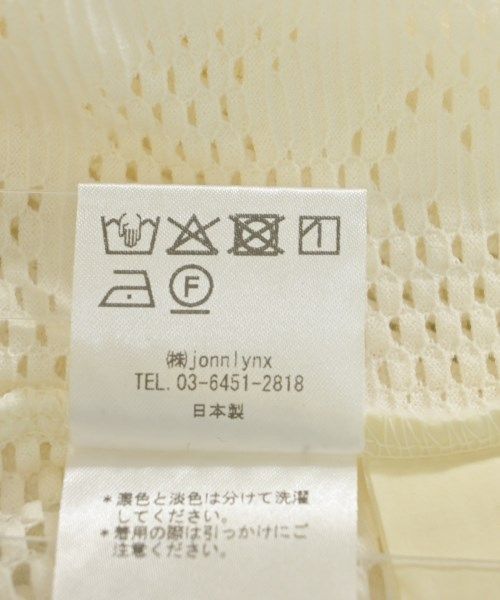 F
㈱jonnlynx
TEL. 03-6451-2818
日本製
*濃色と淡色は分けて洗濯
してください。
*着用の際は引っかけにご
注意ください。